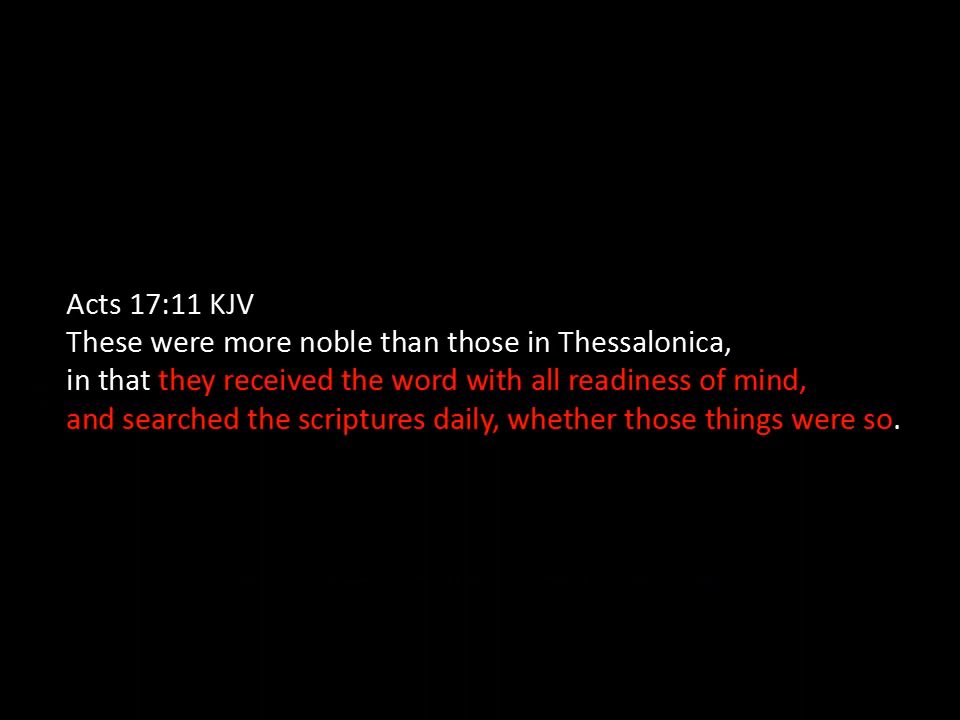 Acts 17:11 KJV
These were more noble than those in Thessalonica,
in that they received the word with all readiness of mind,
and searched the scriptures daily, whether those things were so.